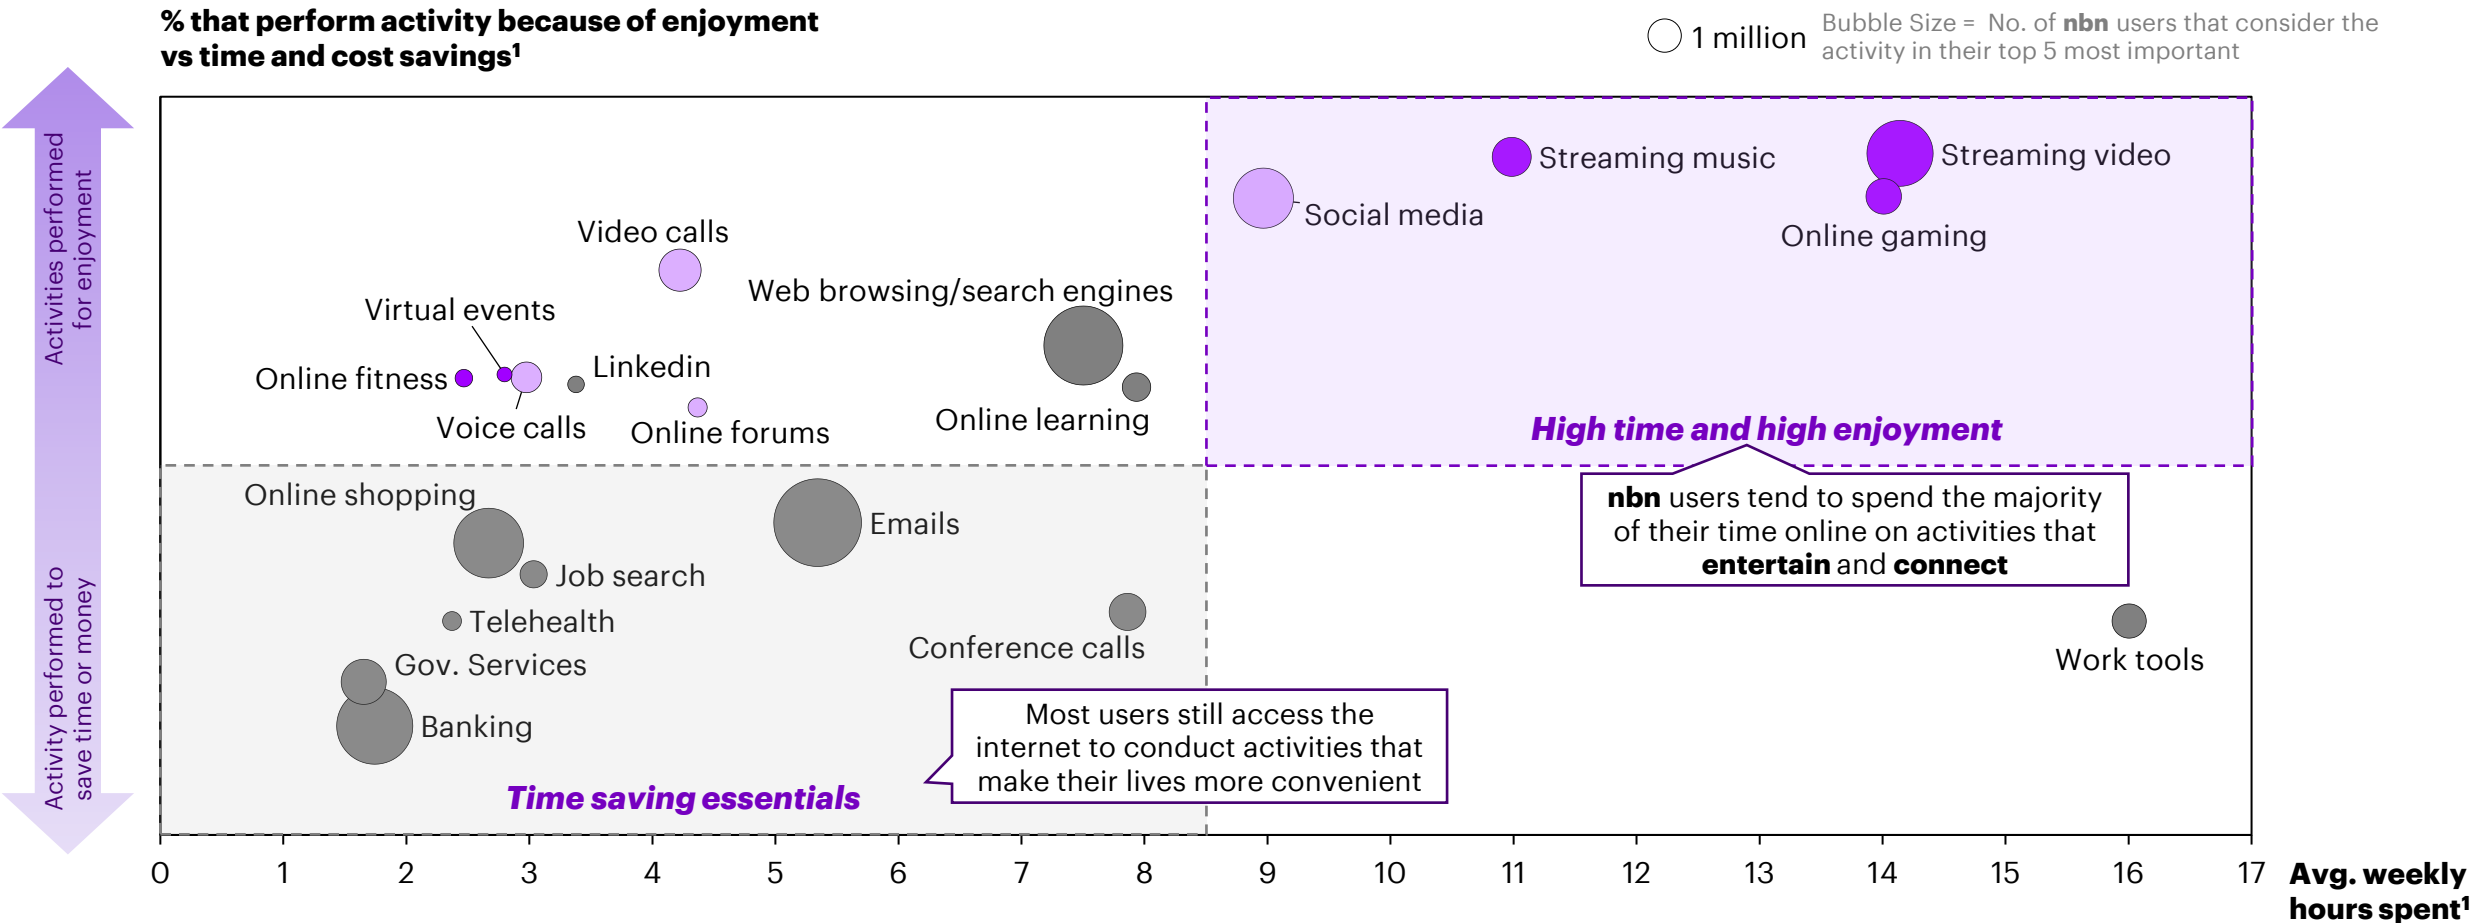 % that perform activity because of enjoyment
vs time and cost savings¹
1 million
Bubble Size = No. of nbn users that consider the
activity in their top 5 most important
Activities performed
for enjoyment
Activity performed to
save time or money
Streaming music
Streaming video
Social media
Online gaming
Video calls
Web browsing/search engines
Virtual events
Online fitness
Linkedin
Voice calls
Online forums
Online learning
High time and high enjoyment
nbn users tend to spend the majority
of their time online on activities that
entertain and connect
Online shopping
Emails
Job search
Telehealth
Conference calls
Gov. Services
Work tools
Banking
Most users still access the
internet to conduct activities that
make their lives more convenient
Time saving essentials
0 1 2 3 4 5 6 7 8 9 10 11 12 13 14 15 16 17
Avg. weekly
hours spent¹